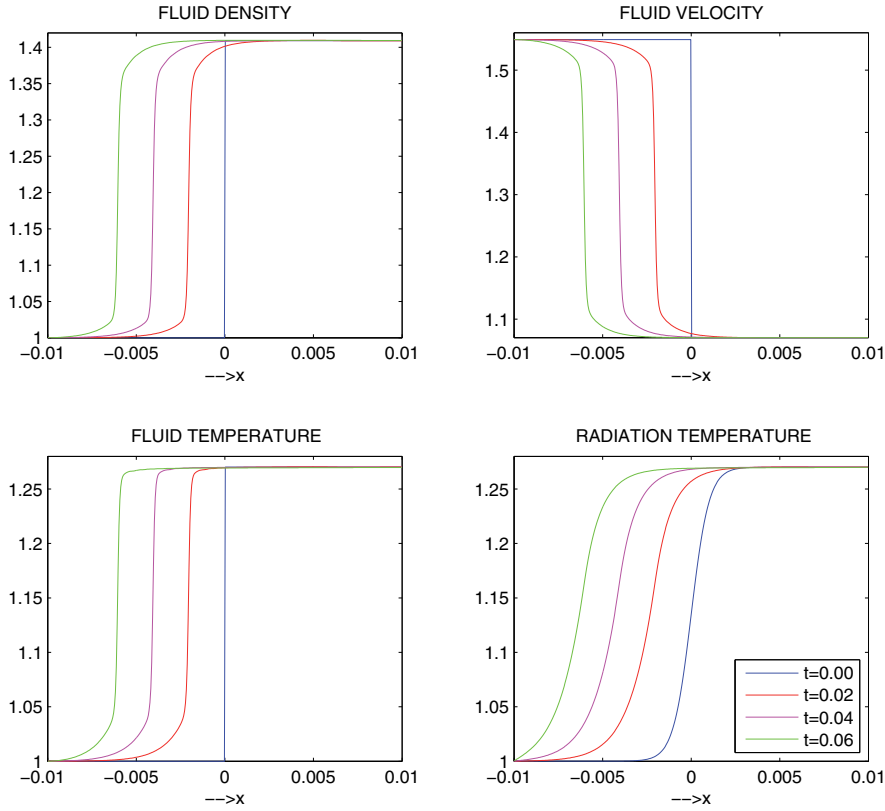 FLUID DENSITY
1.4
1.35
1.3
1.25
1.2
1.15
1.1
1.05
1
−0.01 −0.005 0 0.005 0.01
−−>x
FLUID VELOCITY
1.5
1.4
1.3
1.2
1.1
−0.01 −0.005 0 0.005 0.01
−−>x
FLUID TEMPERATURE
1.25
1.2
1.15
1.1
1.05
1
−0.01 −0.005 0 0.005 0.01
−−>x
RADIATION TEMPERATURE
1.25
1.2
1.15
1.1
1.05
1
−0.01 −0.005 0 0.005 0.01
−−>x
t=0.00
t=0.02
t=0.04
t=0.06